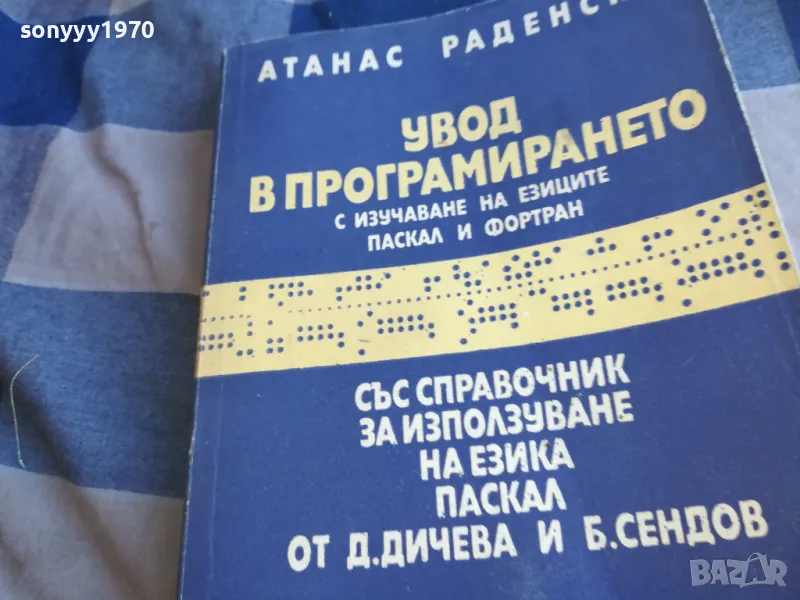 sonyyy1970
АТАНАС
УВОД
В ПРОГРАМИРАНЕТО
С ИЗУЧАВАНЕ НА ЕЗИЦИТЕ
ПАСКАЛ И ФОРТРАН
СЪС СПРАВОЧНИК
ЗА ИЗПОЛЗУВАНЕ
НА ЕЗИКА
ПАСКАЛ
ОТ Д.ДИЧЕВА И Б.СЕНДОВ
BAZAR